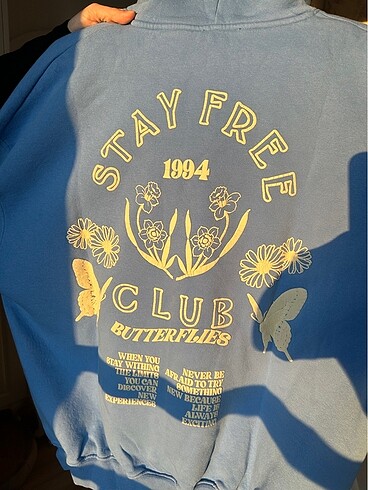 STAY FREE
1994
CLUB
BUTTERFLIES
WHEN YOU
STAY WITHING
THE LIMITS
YOU CAN
DISCOVER
NEW
EXPERIENCES
NEVER BE
AFRAID TO TRY
SOMETHING
NEW BECAUSE
LIFE IS
ALWAYS
EXCITING